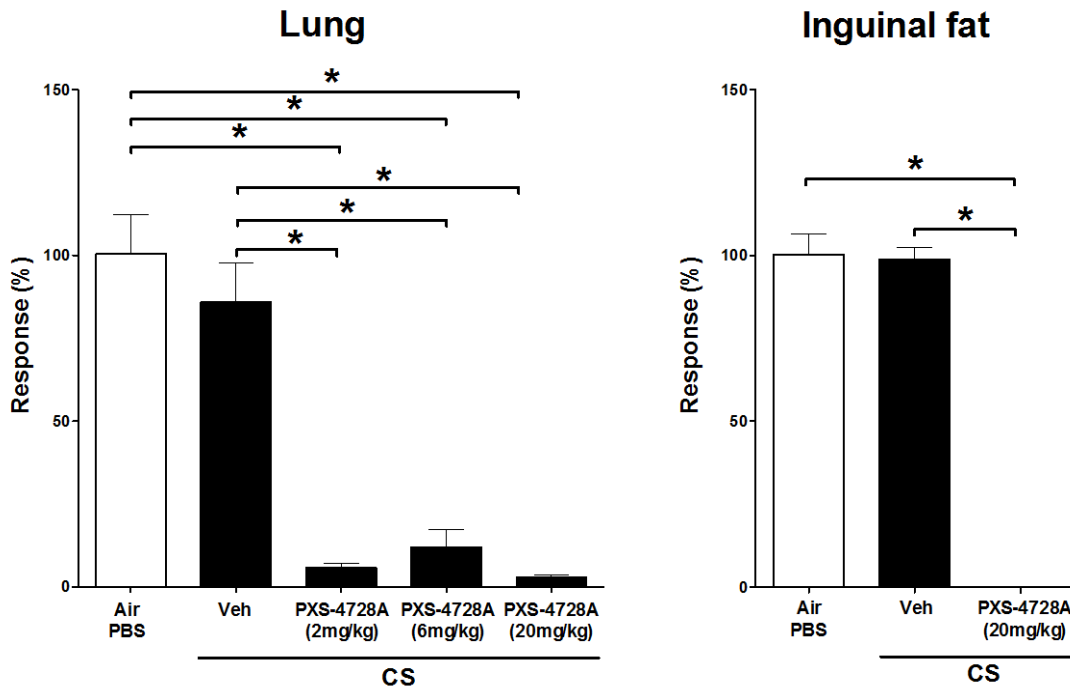 Lung
Response (%)
150
100
50
0
*
*
*
*
*
*
Air
PBS
Veh
PXS-4728A
(2mg/kg)
PXS-4728A
(6mg/kg)
PXS-4728A
(20mg/kg)
CS
Inguinal fat
Response (%)
150
100
50
0
*
*
Air
PBS
Veh
PXS-4728A
(20mg/kg)
CS